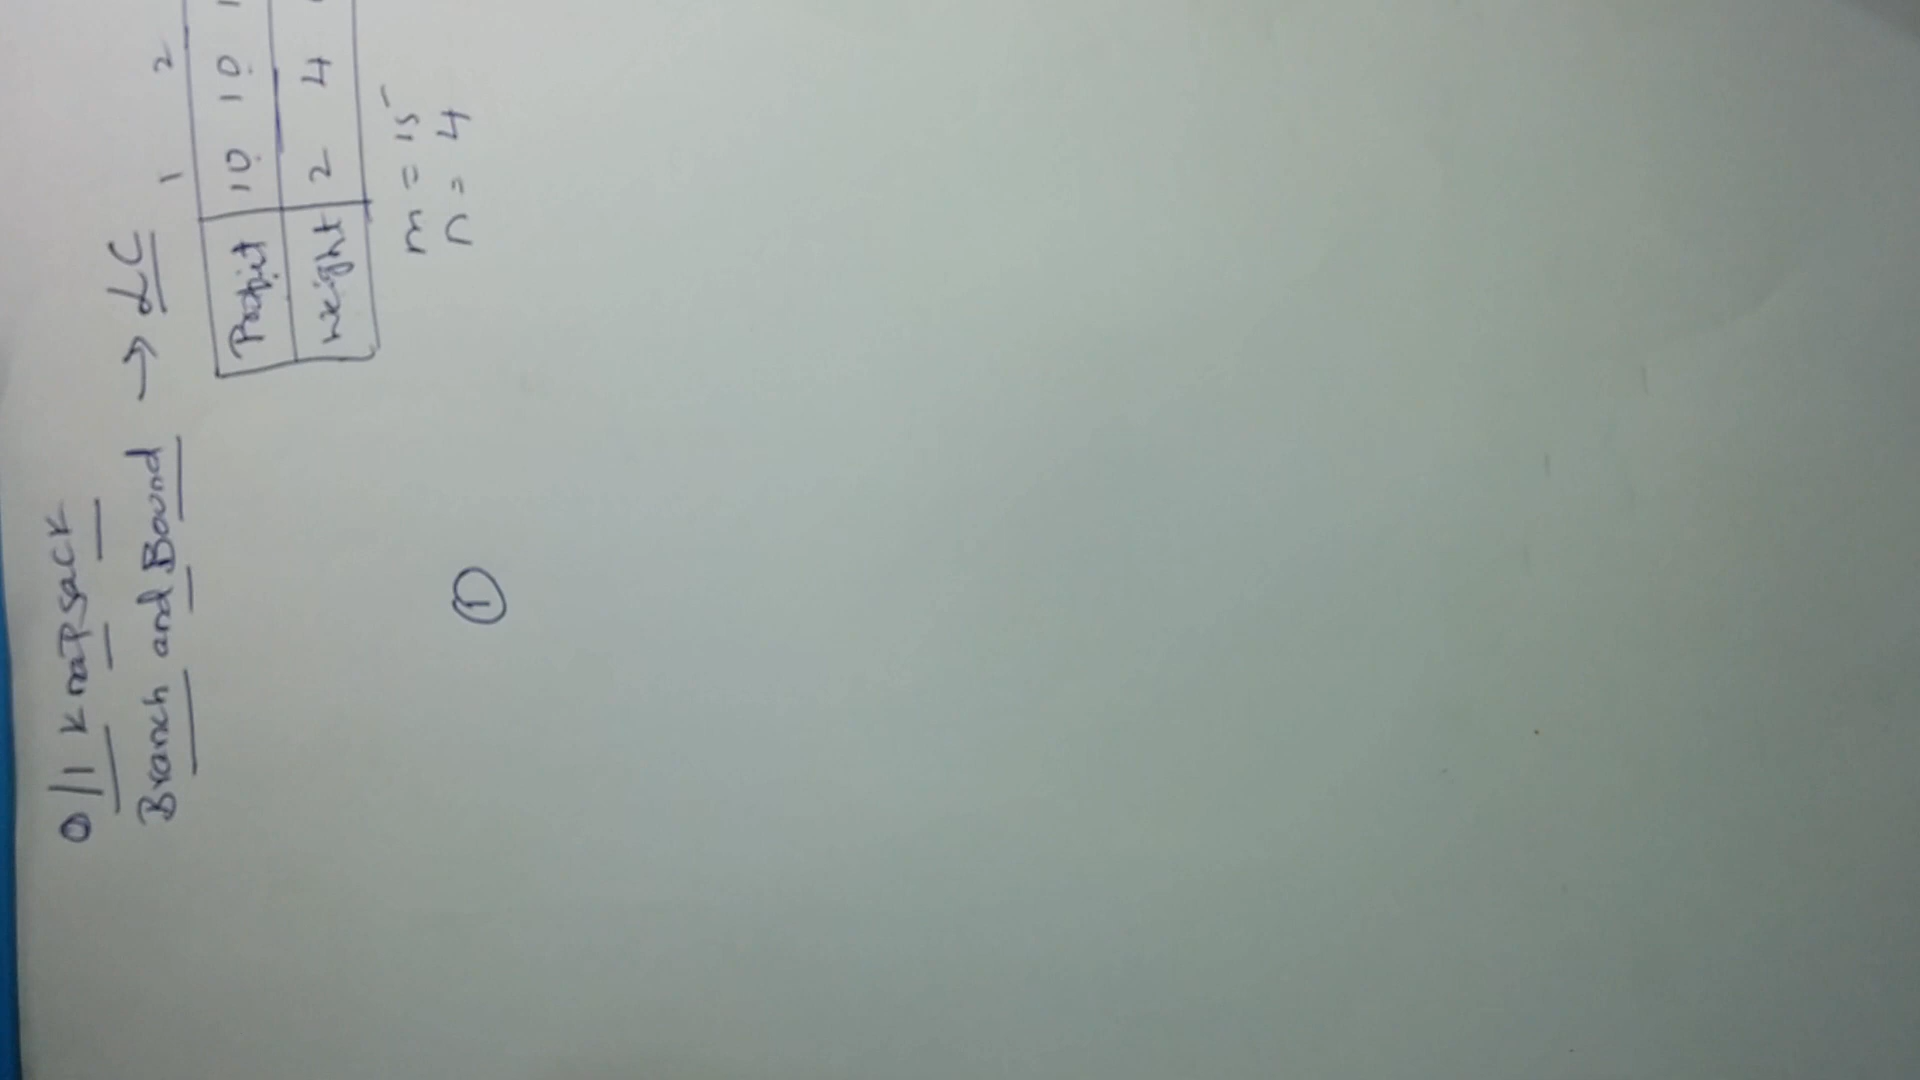 0/1 Knapsack
Branch and Bound → LC
1 2
Profit 10 10
weight 2 4
m = 15
n = 4
1